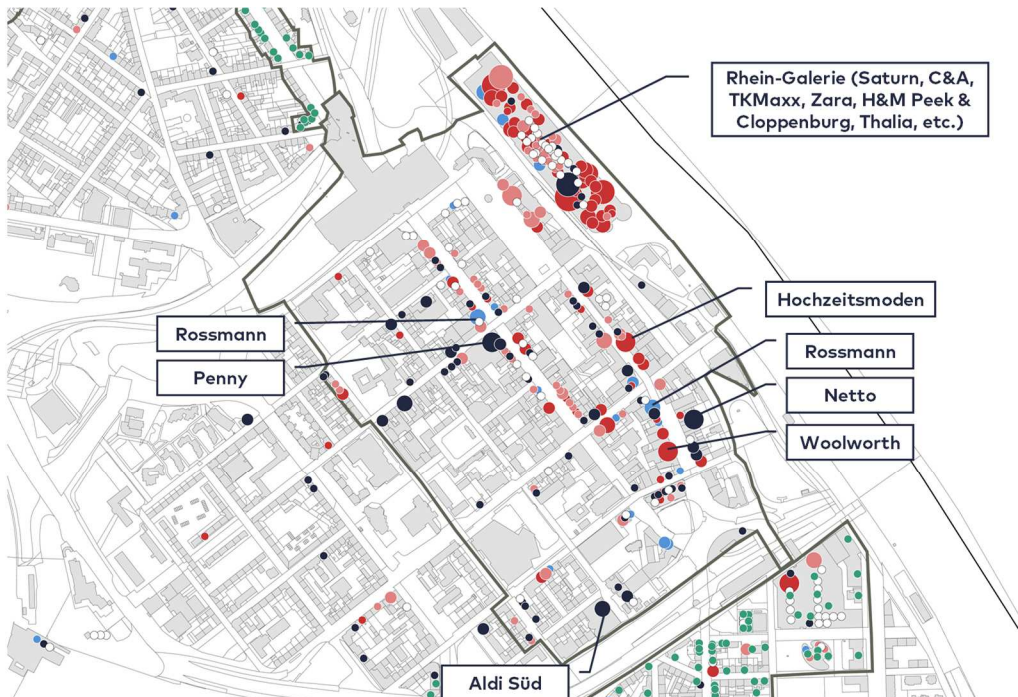 Rhein-Galerie (Saturn, C&A,
TKMaxx, Zara, H&M Peek &
Cloppenburg, Thalia, etc.)
Hochzeitsmoden
Rossmann
Rossmann
Penny
Netto
Woolworth
Aldi Süd